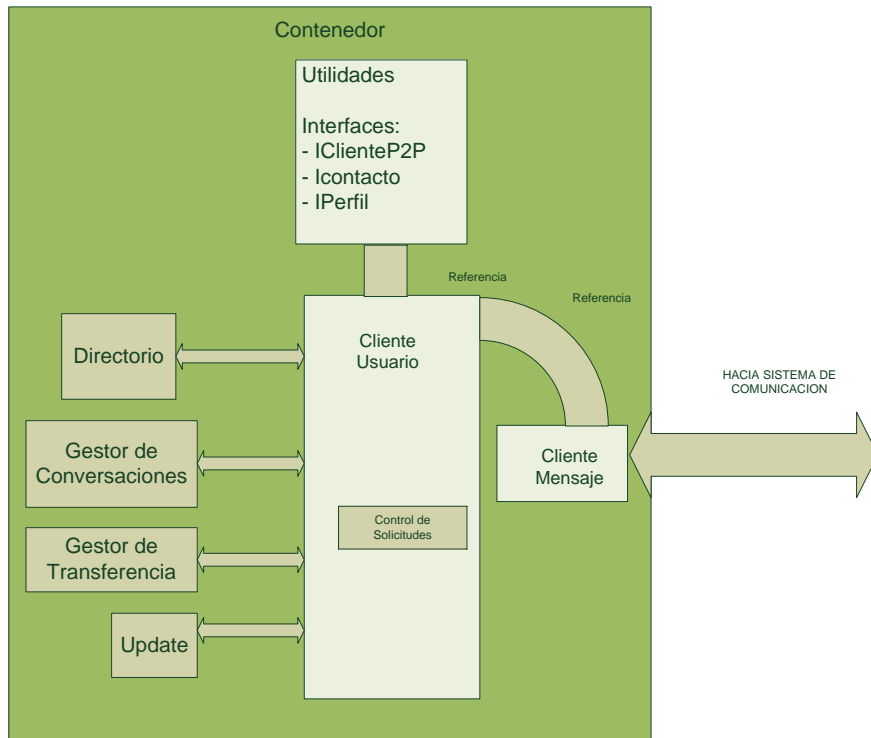 Contenedor
Utilidades
Interfaces:
- IClienteP2P
- Icontacto
- IPerfil
Referencia
Referencia
Directorio
Cliente
Usuario
HACIA SISTEMA DE
COMUNICACION
Gestor de
Conversaciones
Cliente
Mensaje
Control de
Solicitudes
Gestor de
Transferencia
Update